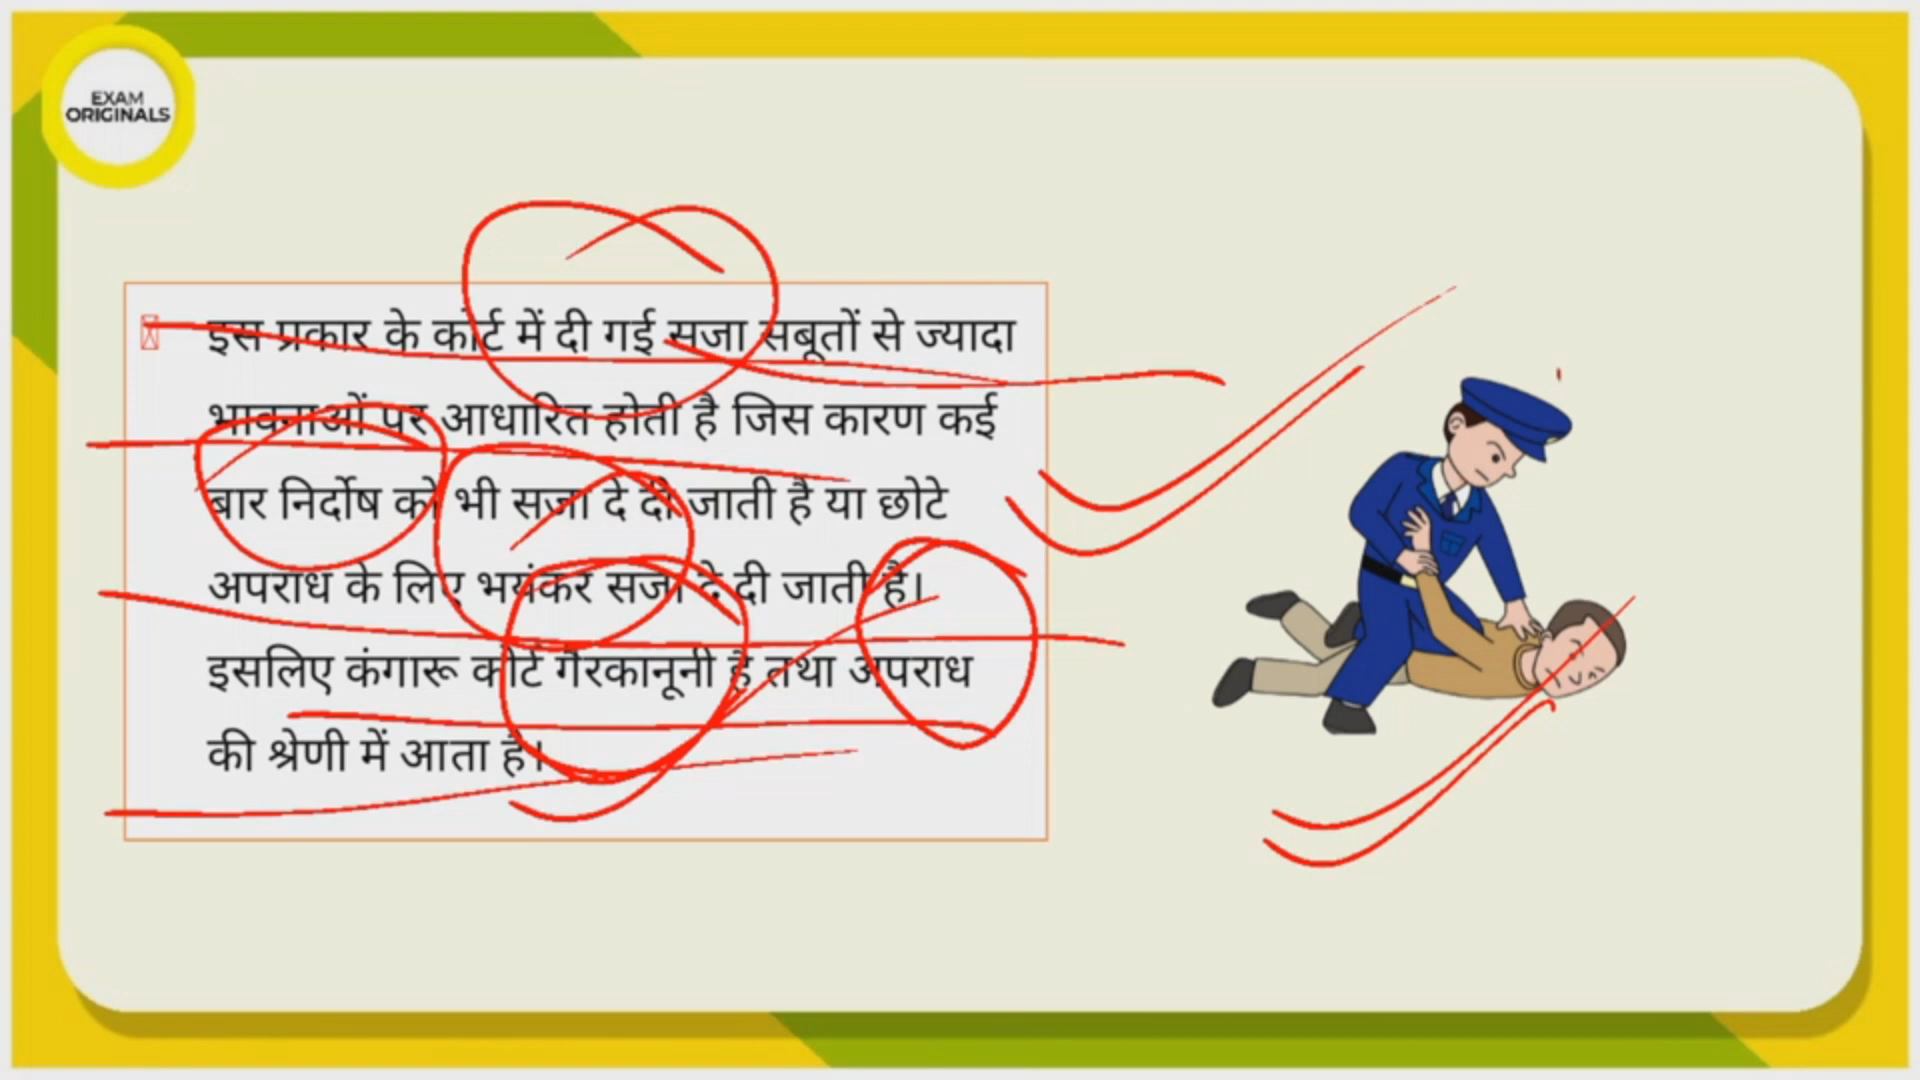 EXAM
ORIGINALS
इस प्रकार के कोर्ट में दी गई सजा सबूतों से ज्यादा
भावनाओं पर आधारित होती है जिस कारण कई
बार निर्दोष को भी सजा दे दी जाती है या छोटे
अपराध के लिए भयंकर सजा दे दी जाती है।
इसलिए कंगारू कोर्ट गैरकानूनी है तथा अपराध
की श्रेणी में आता है।